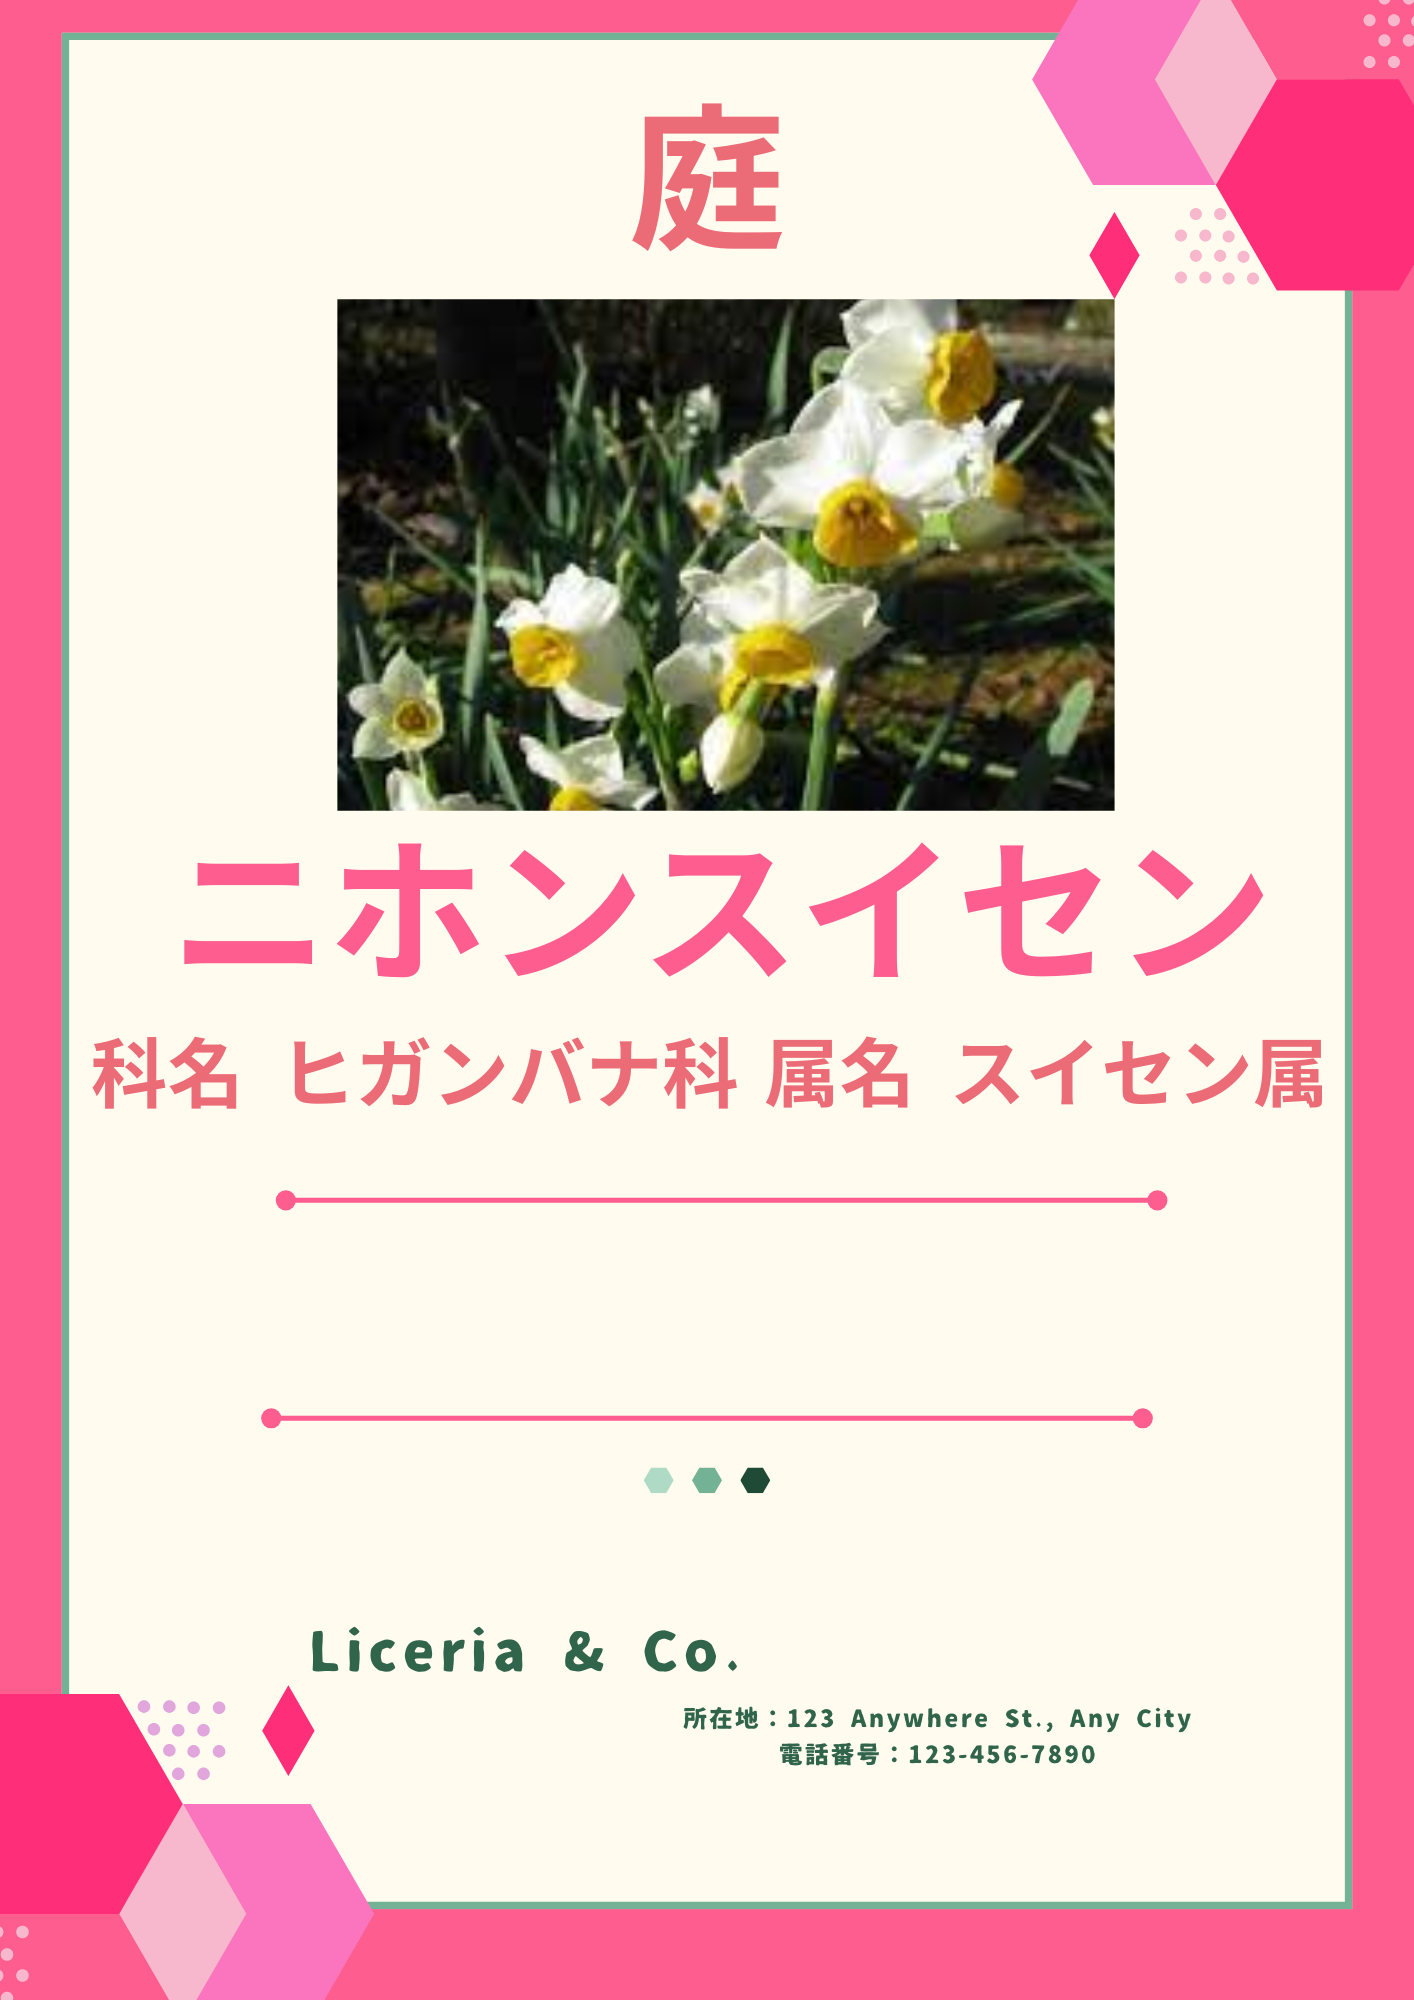 庭
ニホンスイセン
科名 ヒガンバナ科 属名 スイセン属
Liceria & Co.
所在地：123 Anywhere St., Any City
電話番号：123-456-7890